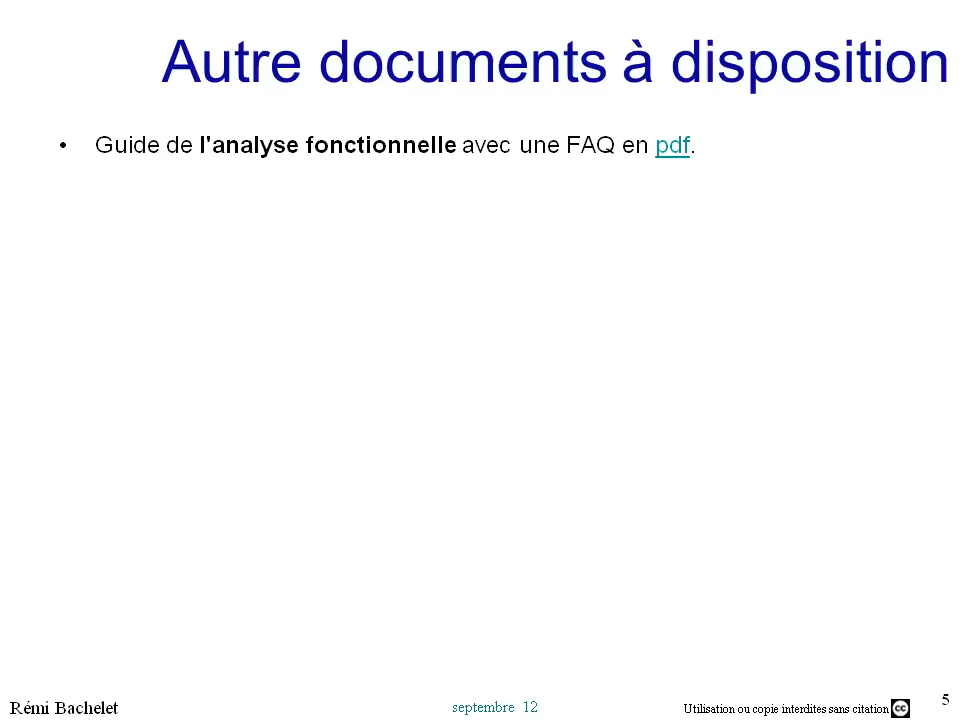 Autre documents à disposition
• Guide de l'analyse fonctionnelle avec une FAQ en pdf.
Rémi Bachelet
septembre 12
Utilisation ou copie interdites sans citation
cc
5